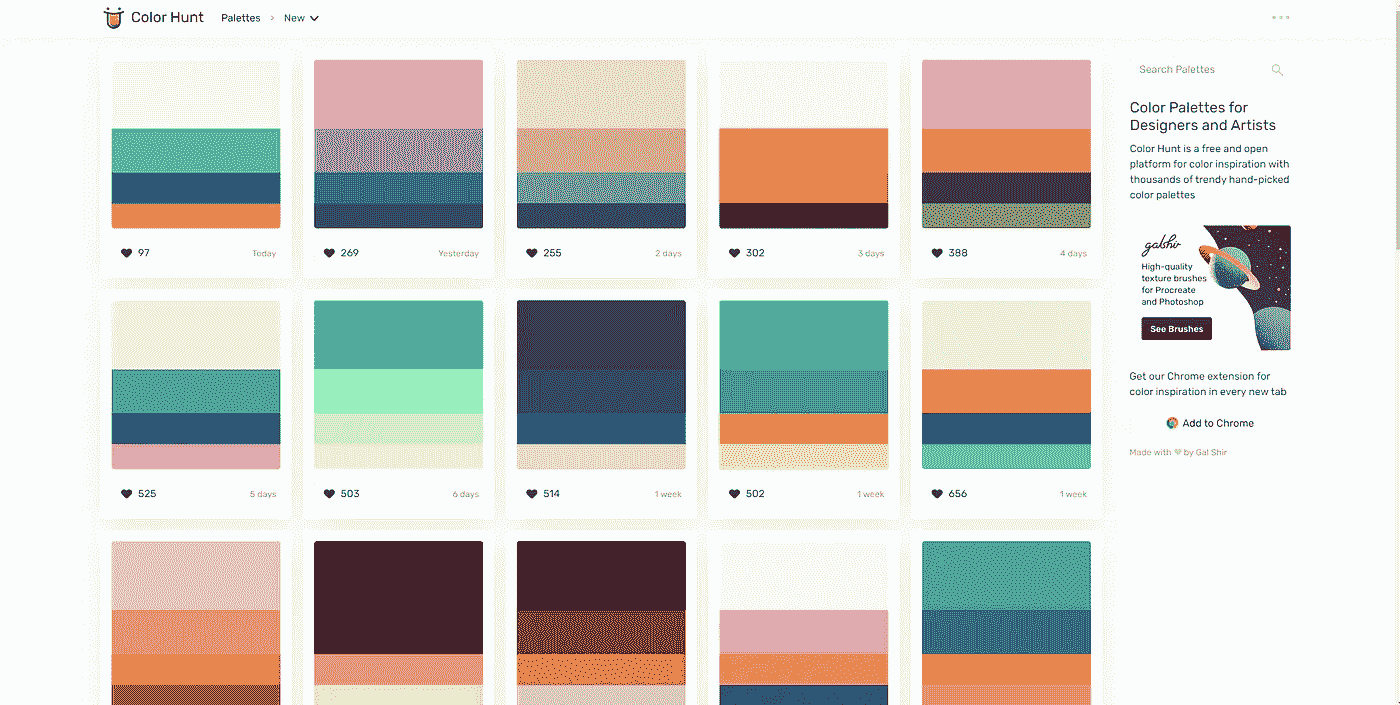 Color Hunt
Palettes > New
Search Palettes
97 Today
269 Yesterday
255 2 days
302 3 days
388 4 days
Color Palettes for
Designers and Artists
Color Hunt is a free and open
platform for color inspiration with
thousands of trendy hand-picked
color palettes
galshir
High-quality
texture brushes
for Procreate
and Photoshop
See Brushes
525 5 days
503 6 days
514 1 week
502 1 week
656 1 week
Get our Chrome extension for
color inspiration in every new tab
Add to Chrome
Made with ♥ by Gal Shir